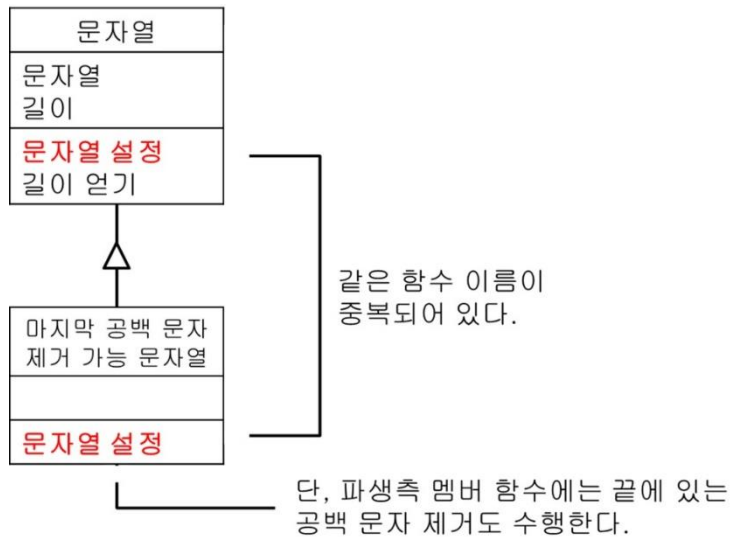 문자열
문자열
길이
문자열 설정
길이 얻기
같은 함수 이름이
중복되어 있다.
마지막 공백 문자
제거 가능 문자열
문자열 설정
단, 파생측 멤버 함수에는 끝에 있는
공백 문자 제거도 수행한다.